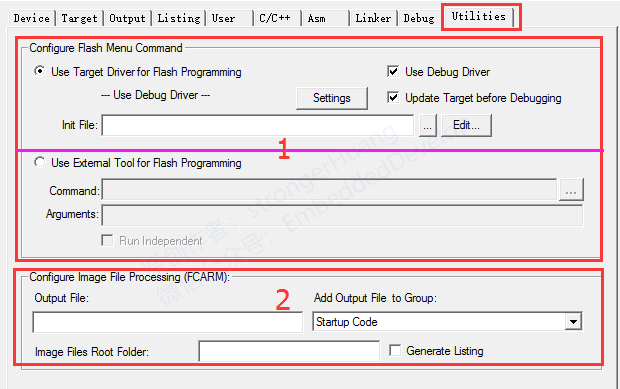 Device Target Output Listing User C/C++ Asm Linker Debug Utilities
Configure Flash Menu Command
Use Target Driver for Flash Programming Use Debug Driver
--- Use Debug Driver --- Settings Update Target before Debugging
Init File: ... Edit...
1
Use External Tool for Flash Programming
Command: ...
Arguments:
Run Independent
Configure Image File Processing (FCARM):
Output File: 2 Add Output File to Group:
Startup Code
Image Files Root Folder: Generate Listing
strongerHuang